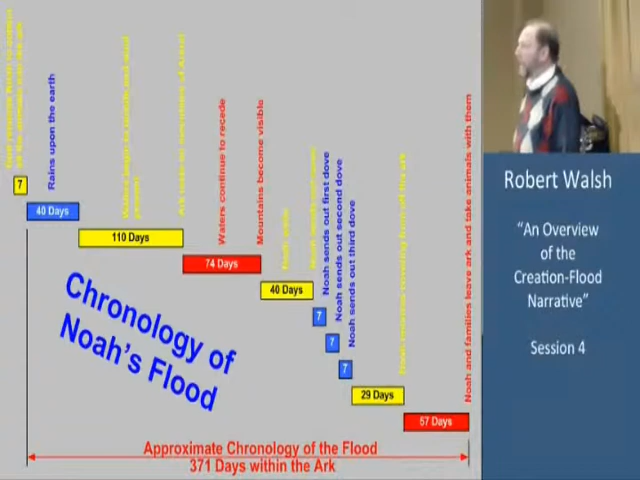 7
Rains upon the earth
40 Days
110 Days
Waters continue to recede
74 Days
Mountains become visible
40 Days
Noah sends out first dove
7
Noah sends out second dove
7
Noah sends out third dove
7
29 Days
57 Days
Noah and families leave ark and take animals with them
Chronology of
Noah's Flood
Approximate Chronology of the Flood
371 Days within the Ark
Robert Walsh
“An Overview
of the
Creation-Flood
Narrative”
Session 4